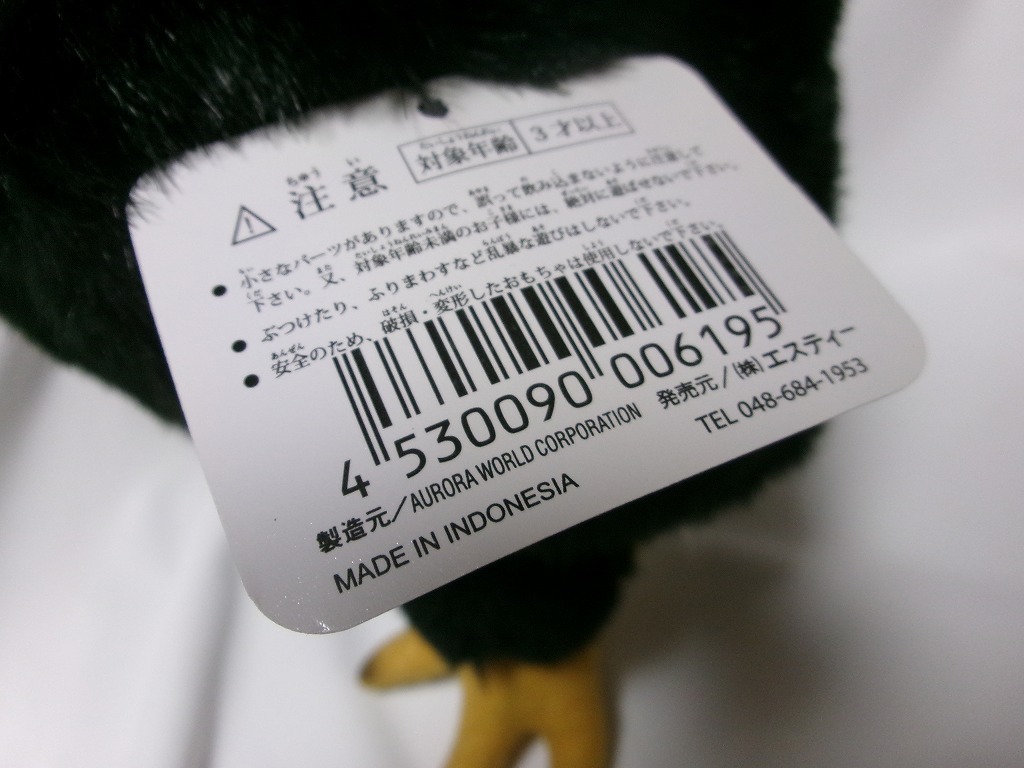 注意
対象年齢 3才以上
● 小さなパーツがありますので、誤って飲み込まないように注意して
下さい。又、対象年齢未満のお子様には、絶対に遊ばせないで下さい。
● ぶつけたり、ふりまわすなど乱暴な遊びはしないで下さい。
● 安全のため、破損・変形したおもちゃは使用しないで下さい。
4 530090 006195
製造元/AURORA WORLD CORPORATION 発売元/(株)エスティー
MADE IN INDONESIA TEL 048-684-1953